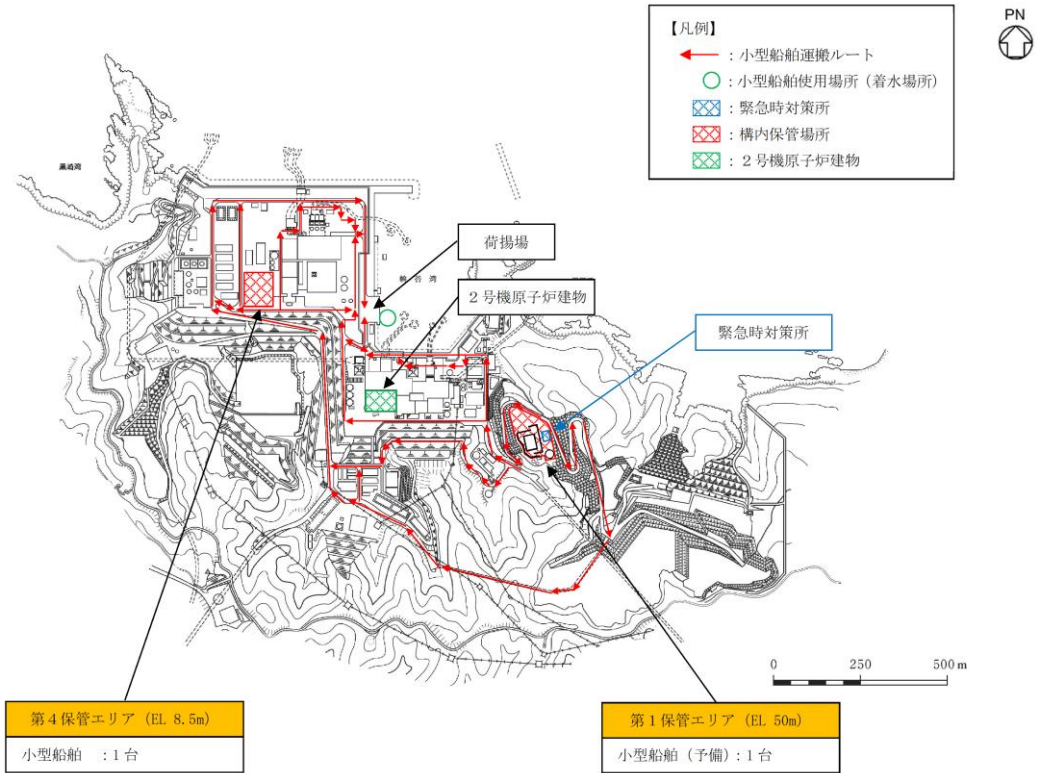 PN
【凡例】
：小型船舶運搬ルート
：小型船舶使用場所（着水場所）
：緊急時対策所
：構内保管場所
：２号機原子炉建物
荷揚場
輪谷湾
２号機原子炉建物
緊急時対策所
0 250 500 m
第４保管エリア（EL 8.5m）
小型船舶 ：1 台
第１保管エリア（EL 50m）
小型船舶（予備）：1 台